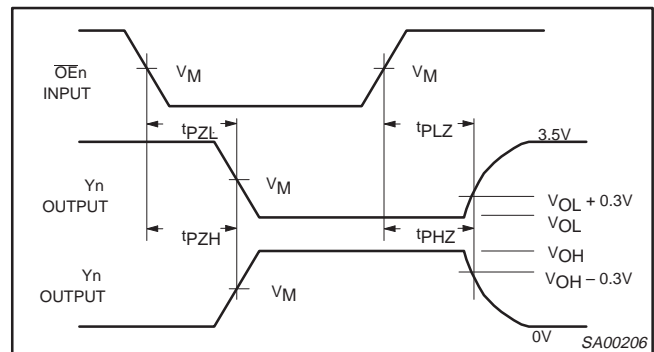 OEn
INPUT
VM
VM
tPZL
tPLZ
3.5V
Yn
OUTPUT
VM
VOL + 0.3V
VOL
tPZH
tPHZ
VOH
Yn
OUTPUT
VM
VOH – 0.3V
0V
SA00206